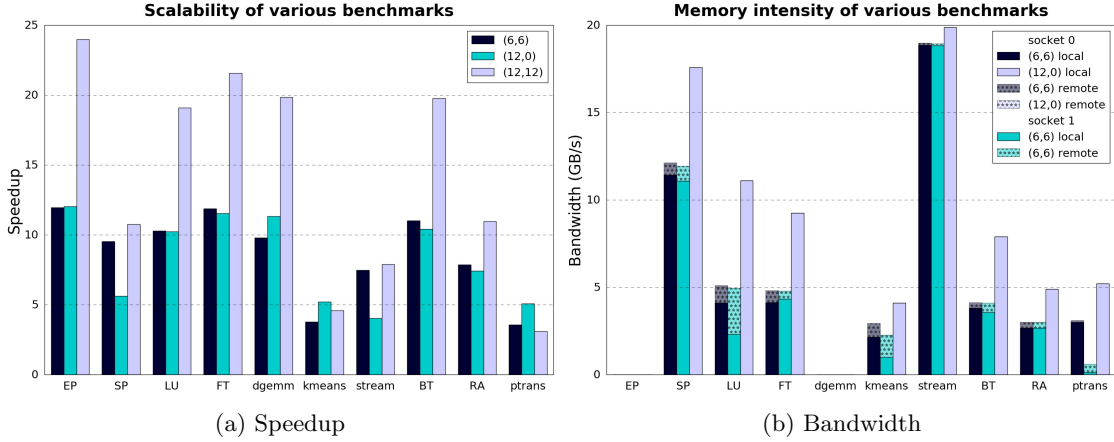 Scalability of various benchmarks
25
20
15
10
5
0
Speedup
(6,6)
(12,0)
(12,12)
EP SP LU FT dgemm kmeans stream BT RA ptrans
(a) Speedup
Memory intensity of various benchmarks
20
15
10
5
0
Bandwidth (GB/s)
socket 0
(6,6) local
(12,0) local
(6,6) remote
(12,0) remote
socket 1
(6,6) local
(6,6) remote
EP SP LU FT dgemm kmeans stream BT RA ptrans
(b) Bandwidth